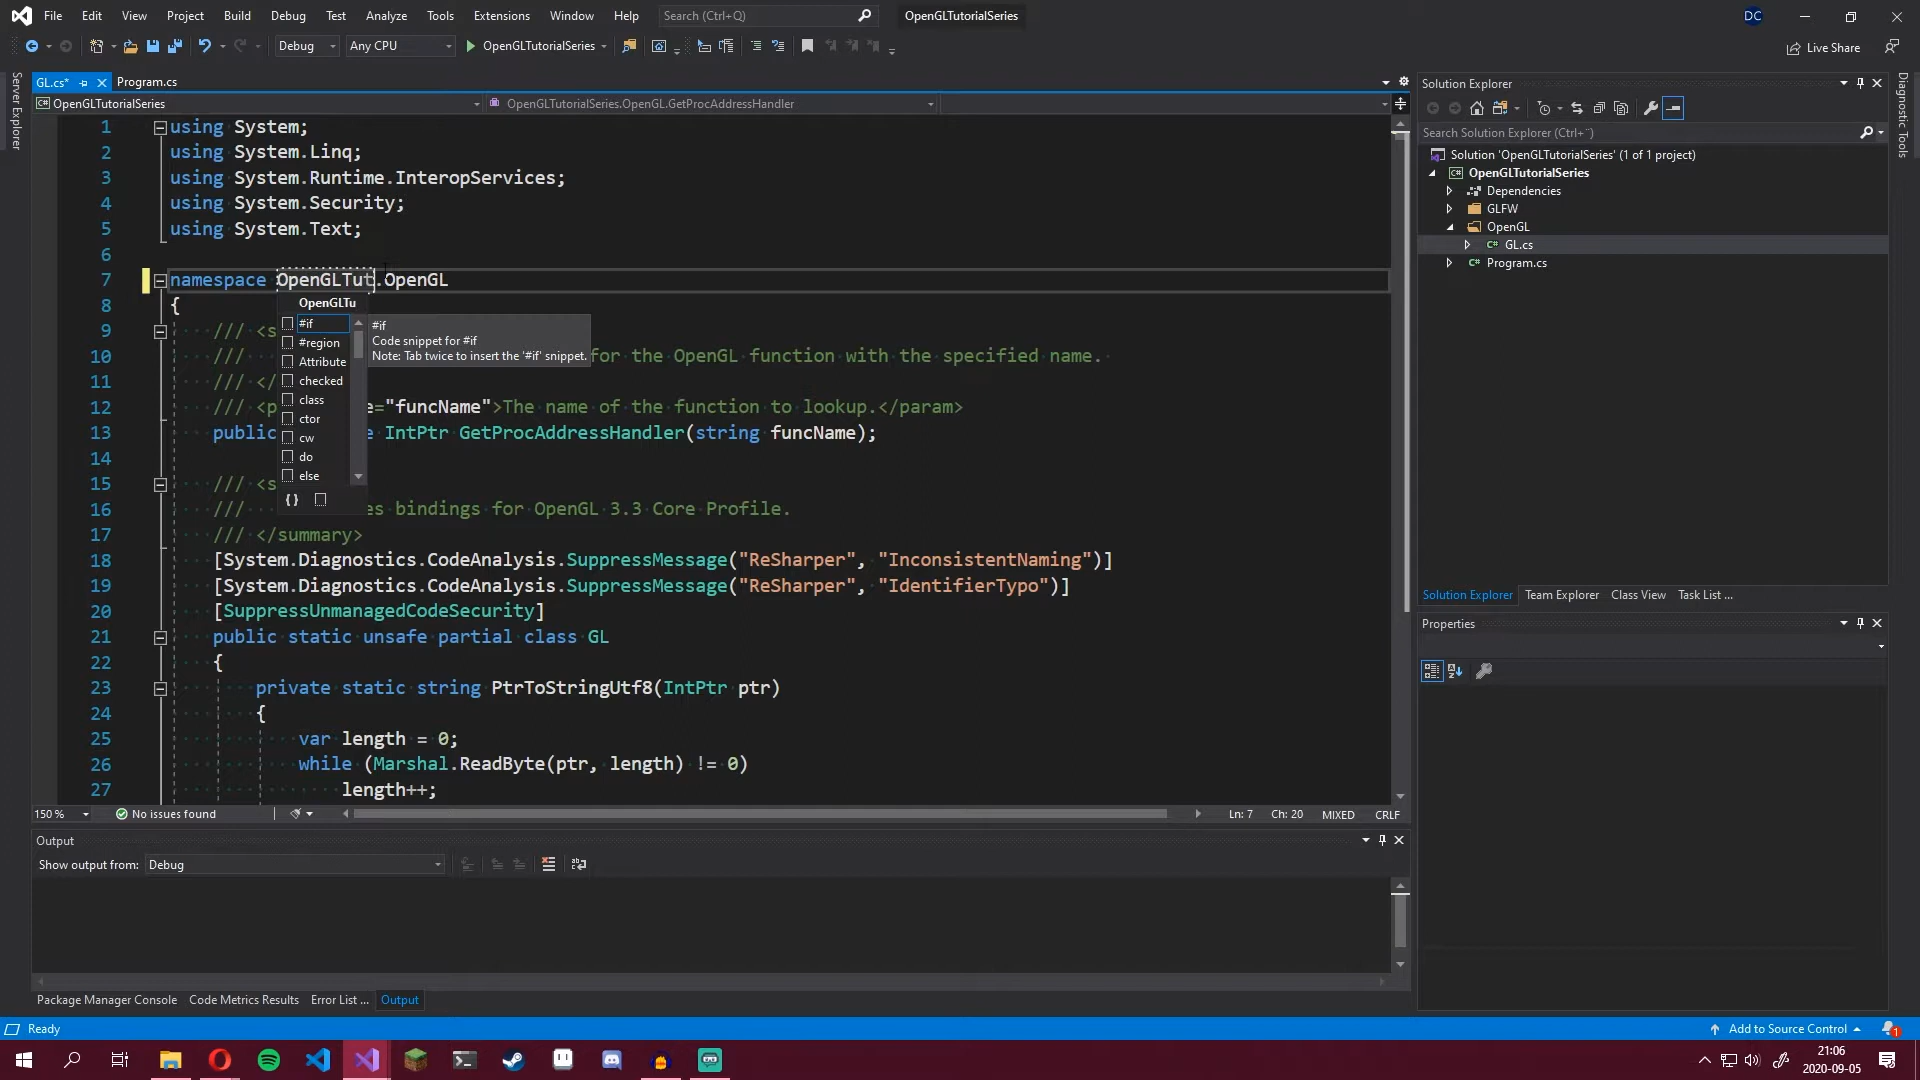 File Edit View Project Build Debug Test Analyze Tools Extensions Window Help Search (Ctrl+Q) OpenGLTutorialSeries DC
Debug Any CPU OpenGLTutorialSeries Live Share
Server Explorer
GL.cs* Program.cs
OpenGLTutorialSeries OpenGLTutorialSeries.OpenGL.GetProcAddressHandler
1 using System;
2 using System.Linq;
3 using System.Runtime.InteropServices;
4 using System.Security;
5 using System.Text;
6
7 namespace OpenGLTut.OpenGL
8 {
9 /// <s
10 /// for the OpenGL function with the specified name.
11 /// </
12 /// <p e="funcName">The name of the function to lookup.</param>
13 public e IntPtr GetProcAddressHandler(string funcName);
14
15 /// <s
16 /// es bindings for OpenGL 3.3 Core Profile.
17 /// </summary>
18 [System.Diagnostics.CodeAnalysis.SuppressMessage("ReSharper", "InconsistentNaming")]
19 [System.Diagnostics.CodeAnalysis.SuppressMessage("ReSharper", "IdentifierTypo")]
20 [SuppressUnmanagedCodeSecurity]
21 public static unsafe partial class GL
22 {
23 private static string PtrToStringUtf8(IntPtr ptr)
24 {
25 var length = 0;
26 while (Marshal.ReadByte(ptr, length) != 0)
27 length++;
OpenGLTu
#if
#region
Attribute
checked
class
ctor
cw
do
else
{}
#if
Code snippet for #if
Note: Tab twice to insert the '#if' snippet.
150 % No issues found Ln: 7 Ch: 20 MIXED CRLF
Output
Show output from: Debug
Package Manager Console Code Metrics Results Error List ... Output
Solution Explorer
Search Solution Explorer (Ctrl+¨)
Solution 'OpenGLTutorialSeries' (1 of 1 project)
OpenGLTutorialSeries
Dependencies
GLFW
OpenGL
C# GL.cs
C# Program.cs
Solution Explorer Team Explorer Class View Task List ...
Properties
Diagnostic Tools
Ready Add to Source Control 1
21:06
2020-09-05